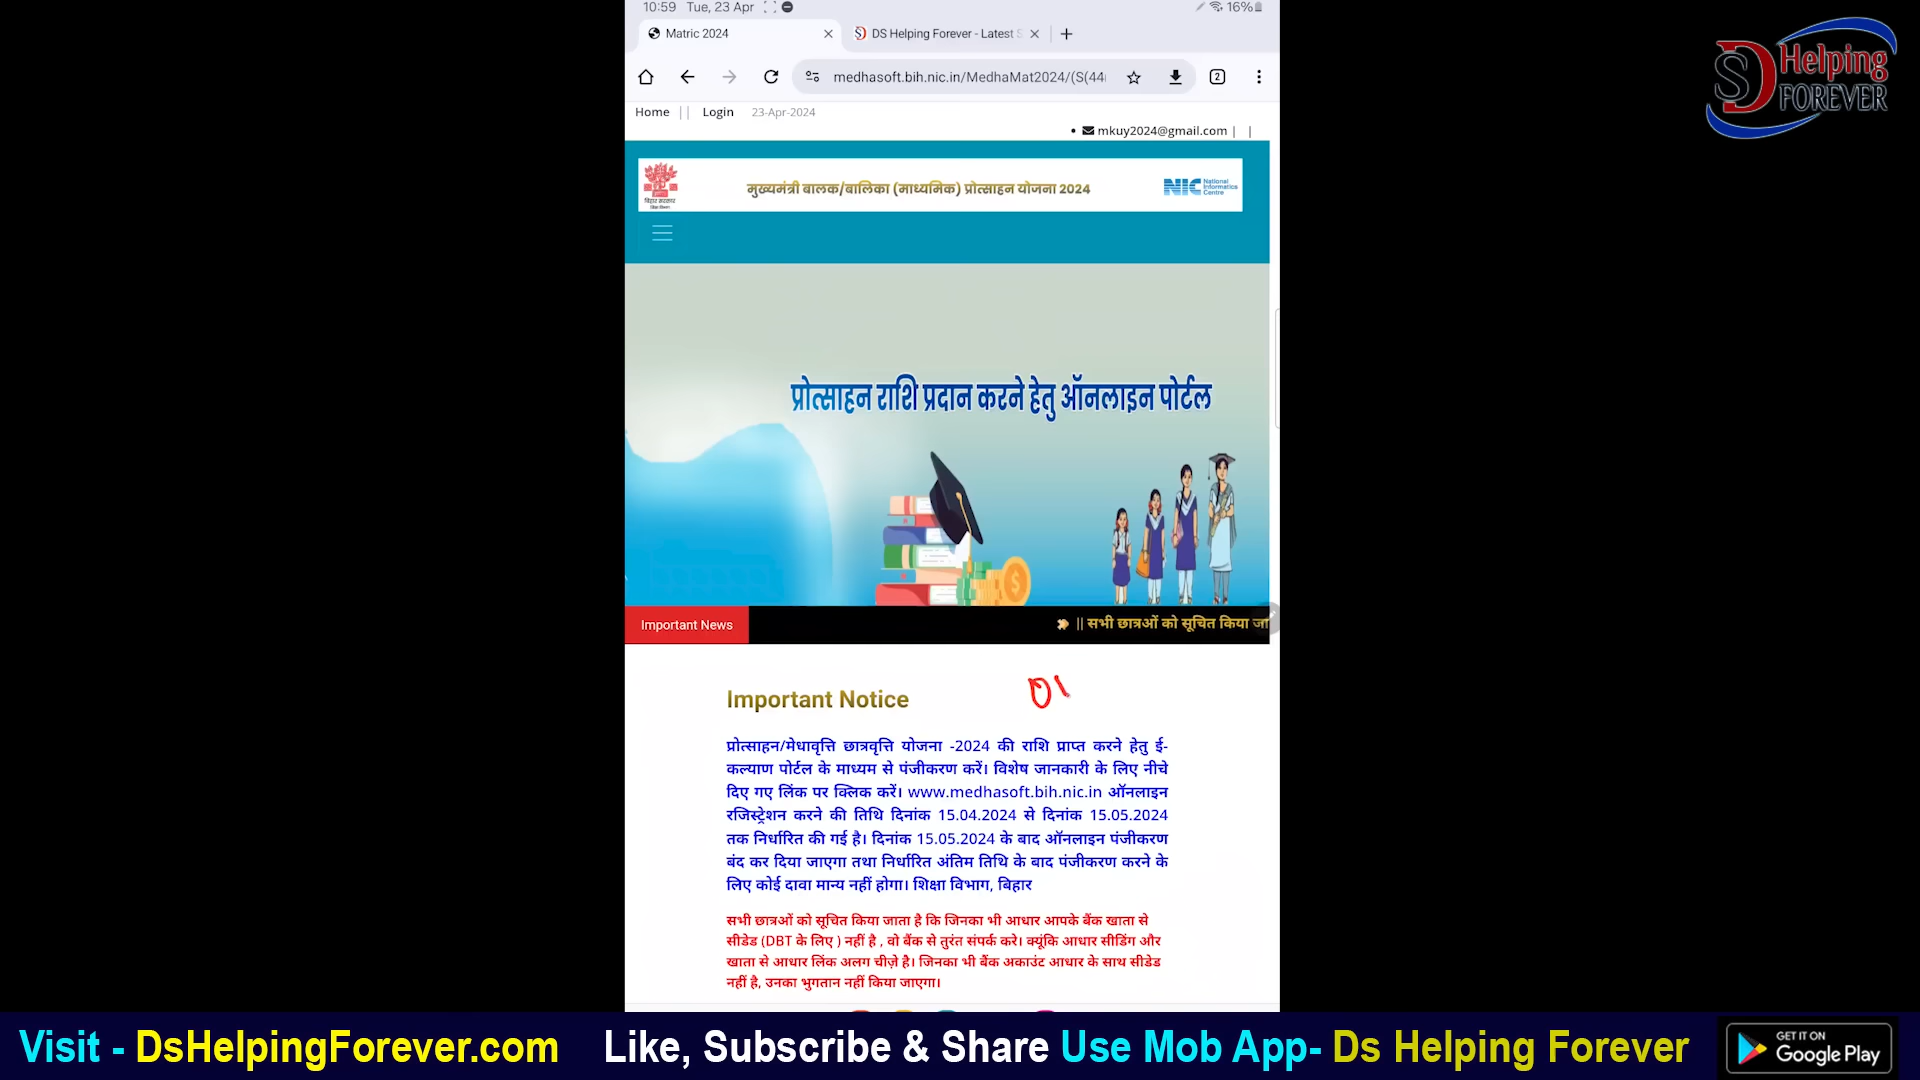 10:59 Tue, 23 Apr
16%
Matric 2024
DS Helping Forever - Latest S
medhasoft.bih.nic.in/MedhaMat2024/(S(44
2
Home || Login 23-Apr-2024
mkuy2024@gmail.com | |
बिहार सरकार
मुख्यमंत्री बालक/बालिका (माध्यमिक) प्रोत्साहन योजना 2024
NIC National Informatics Centre
प्रोत्साहन राशि प्रदान करने हेतु ऑनलाइन पोर्टल
Important News
|| सभी छात्रओं को सूचित किया जा
Important Notice
01
प्रोत्साहन/मेधावृत्ति छात्रवृत्ति योजना -2024 की राशि प्राप्त करने हेतु ई-
कल्याण पोर्टल के माध्यम से पंजीकरण करें। विशेष जानकारी के लिए नीचे
दिए गए लिंक पर क्लिक करें। www.medhasoft.bih.nic.in ऑनलाइन
रजिस्ट्रेशन करने की तिथि दिनांक 15.04.2024 से दिनांक 15.05.2024
तक निर्धारित की गई है। दिनांक 15.05.2024 के बाद ऑनलाइन पंजीकरण
बंद कर दिया जाएगा तथा निर्धारित अंतिम तिथि के बाद पंजीकरण करने के
लिए कोई दावा मान्य नहीं होगा। शिक्षा विभाग, बिहार
सभी छात्रओं को सूचित किया जाता है कि जिनका भी आधार आपके बैंक खाता से
सीडेड (DBT के लिए ) नहीं है , वो बैंक से तुरंत संपर्क करे। क्यूंकि आधार सीडिंग और
खाता से आधार लिंक अलग चीज़े है। जिनका भी बैंक अकाउंट आधार के साथ सीडेड
नहीं है, उनका भुगतान नहीं किया जाएगा।
SD Helping FOREVER
Visit - DsHelpingForever.com Like, Subscribe & Share Use Mob App- Ds Helping Forever
GET IT ON
Google Play